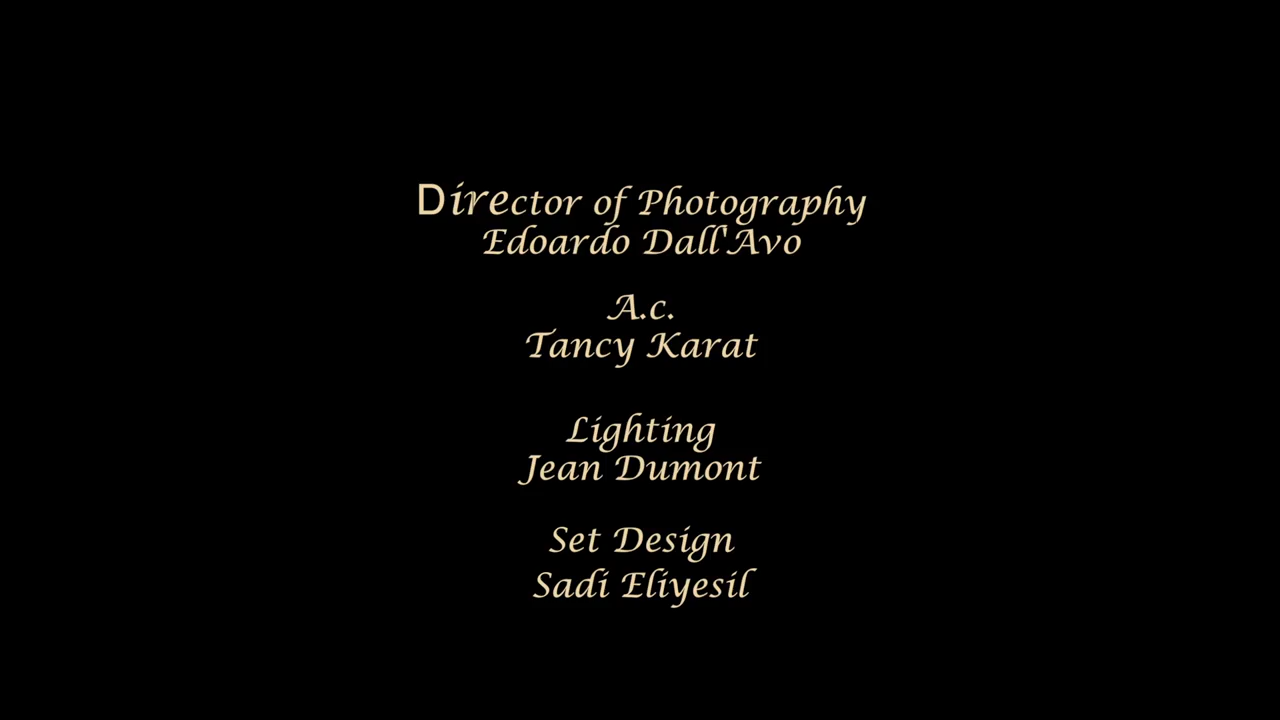 Director of Photography
Edoardo Dall'Avo
A.c.
Tancy Karat
Lighting
Jean Dumont
Set Design
Sadi Eliyesil